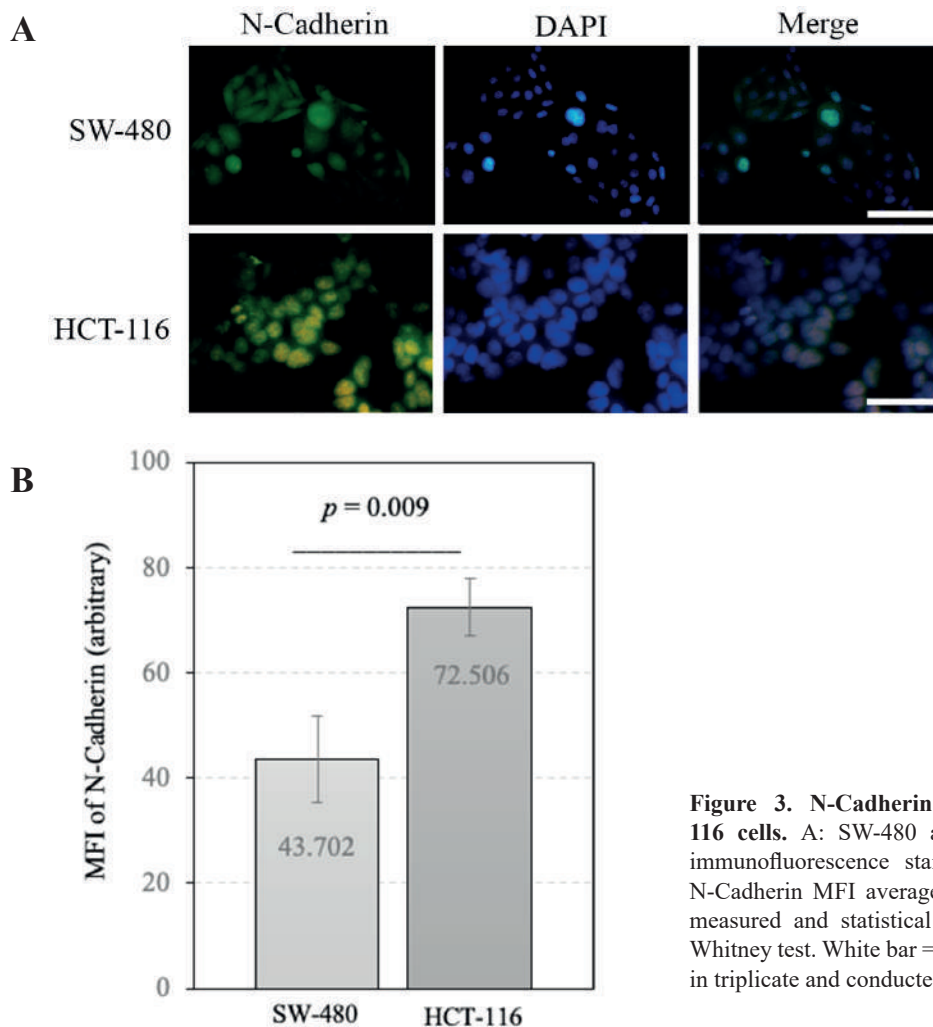 A
N-Cadherin DAPI Merge
SW-480
HCT-116
B
MFI of N-Cadherin (arbitrary)
100
80
60
40
20
0
p = 0.009
43.702
72.506
SW-480 HCT-116
Figure 3. N-Cadherin
116 cells. A: SW-480
immunofluorescence
N-Cadherin MFI average
measured and statistical
Whitney test. White bar =
in triplicate and conducte